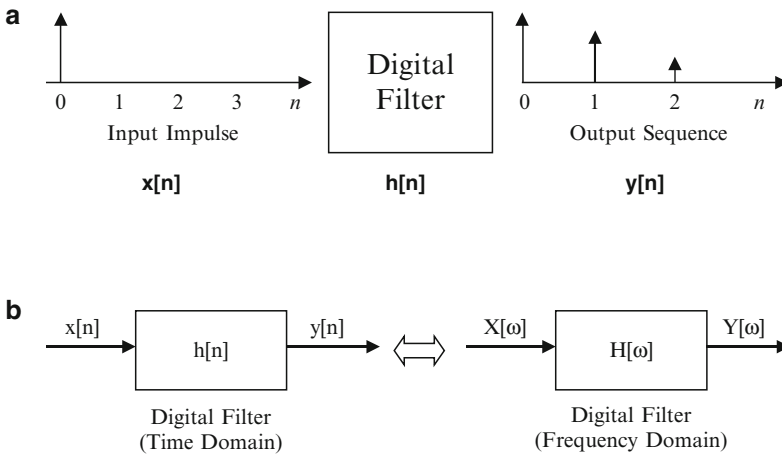 a
Digital
Filter
0 1 2 3 n
0 1 2 n
Input Impulse
Output Sequence
x[n]
h[n]
y[n]
b
x[n]
h[n]
y[n]
X[ω]
H[ω]
Y[ω]
Digital Filter
(Time Domain)
Digital Filter
(Frequency Domain)